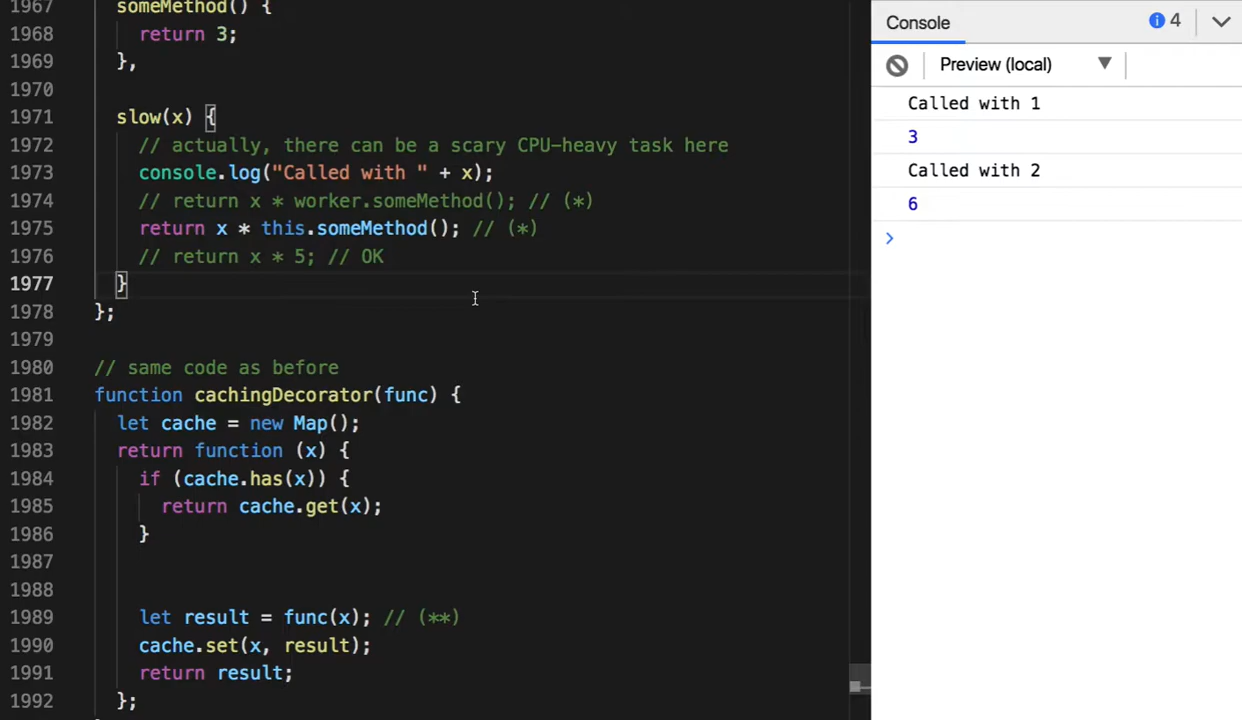 1967   someMethod() {
1968     return 3;
1969   },
1970
1971   slow(x) {
1972     // actually, there can be a scary CPU-heavy task here
1973     console.log("Called with " + x);
1974     // return x * worker.someMethod(); // (*)
1975     return x * this.someMethod(); // (*)
1976     // return x * 5; // OK
1977   }
1978 };
1979
1980 // same code as before
1981 function cachingDecorator(func) {
1982   let cache = new Map();
1983   return function (x) {
1984     if (cache.has(x)) {
1985       return cache.get(x);
1986     }
1987
1988
1989     let result = func(x); // (**)
1990     cache.set(x, result);
1991     return result;
1992   };
Console 4
Preview (local)
Called with 1
3
Called with 2
6